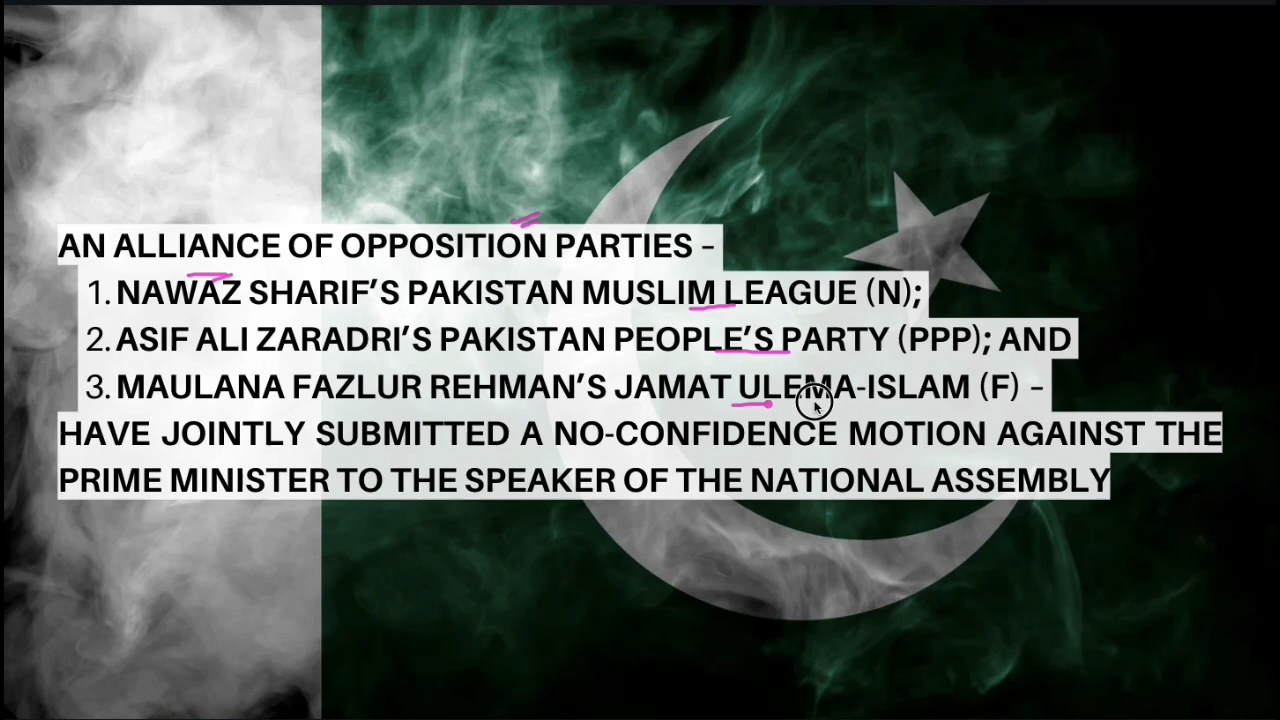 AN ALLIANCE OF OPPOSITION PARTIES –
1. NAWAZ SHARIF’S PAKISTAN MUSLIM LEAGUE (N);
2. ASIF ALI ZARADRI’S PAKISTAN PEOPLE’S PARTY (PPP); AND
3. MAULANA FAZLUR REHMAN’S JAMAT ULEMA-ISLAM (F) –
HAVE JOINTLY SUBMITTED A NO-CONFIDENCE MOTION AGAINST THE
PRIME MINISTER TO THE SPEAKER OF THE NATIONAL ASSEMBLY